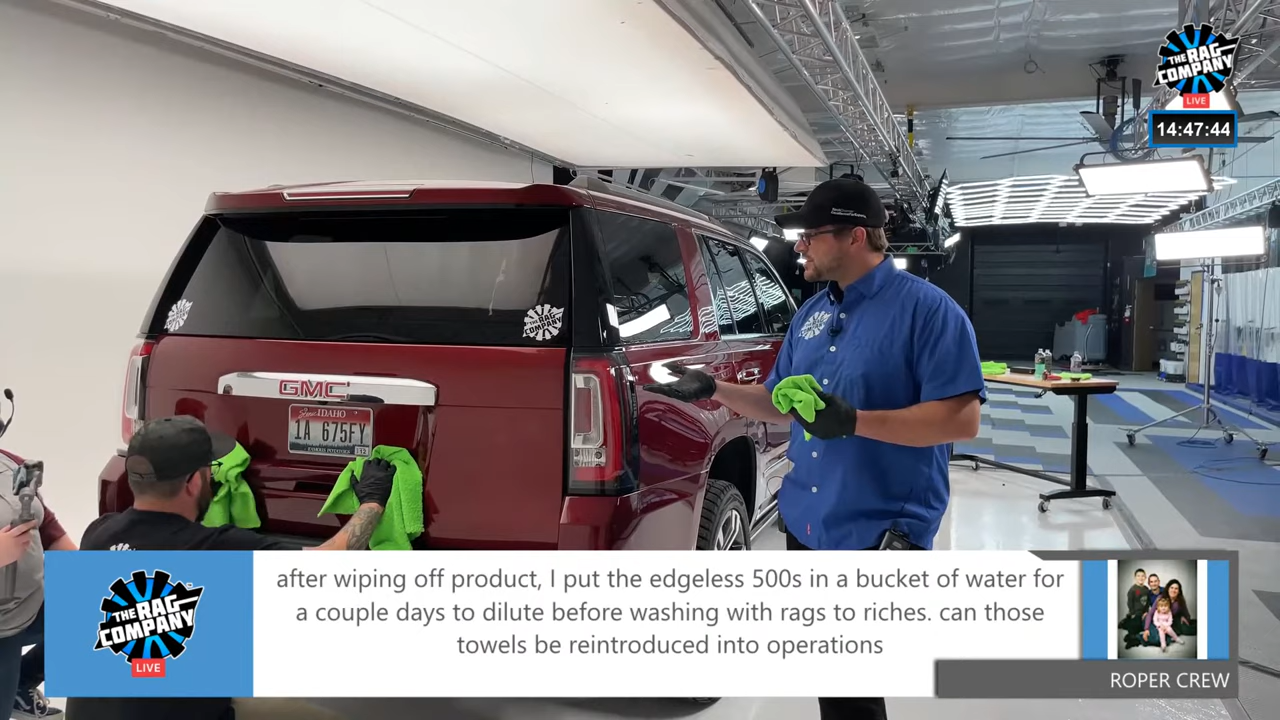 THE RAG
COMPANY
LIVE
14:47:44
THE RAG
COMPANY
GMC
IDAHO
1A 675FY
FAMOUS POTATOES
after wiping off product, I put the edgeless 500s in a bucket of water for
a couple days to dilute before washing with rags to riches. can those
towels be reintroduced into operations
THE RAG
COMPANY
LIVE
ROPER CREW